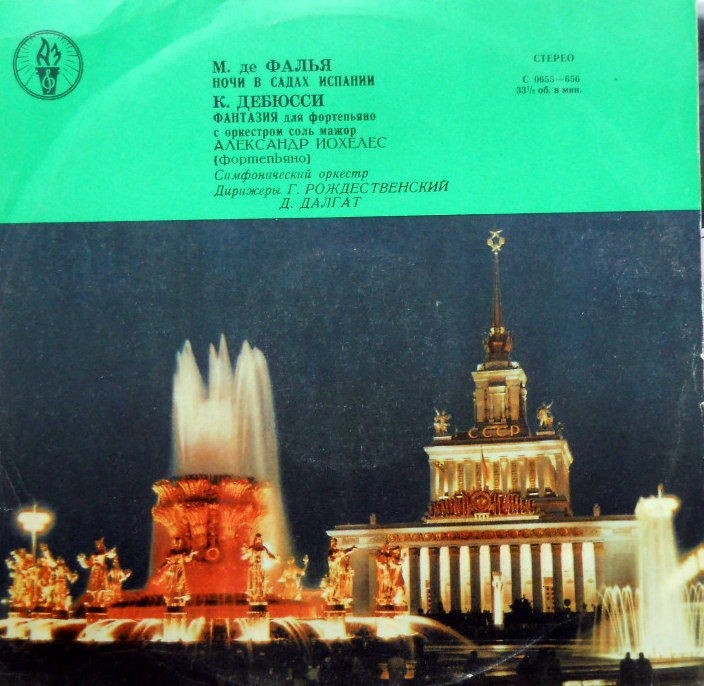 М. де ФАЛЬЯ
НОЧИ В САДАХ ИСПАНИИ
К. ДЕБЮССИ
ФАНТАЗИЯ для фортепьяно
с оркестром соль мажор
АЛЕКСАНДР ИОХЕЛЕС
(фортепьяно)
Симфонический оркестр
Дирижеры Г. РОЖДЕСТВЕНСКИЙ
Д. ДАЛГАТ
СТЕРЕО
С 0655—656
33⅓ об. в мин.
АЗ
СССР